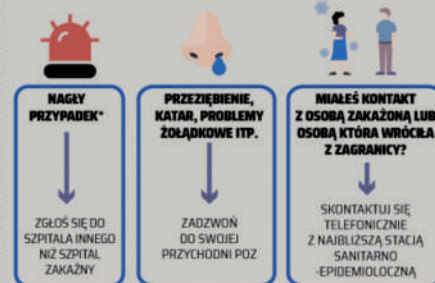 NAGŁY
PRZYPADEK*
ZGŁOŚ SIĘ DO
SZPITALA INNEGO
NIŻ SZPITAL
ZAKAŹNY
PRZEZIĘBIENIE,
KATAR, PROBLEMY
ŻOŁĄDKOWE ITP.
ZADZWOŃ
DO SWOJEJ
PRZYCHODNI POZ
MIAŁEŚ KONTAKT
Z OSOBĄ ZAKAŻONĄ LUB
OSOBĄ KTÓRA WRÓCIŁA
Z ZAGRANICY?
SKONTAKTUJ SIĘ
TELEFONICZNIE
Z NAJBLIŻSZĄ STACJĄ
SANITARNO
-EPIDEMIOLOCZNĄ